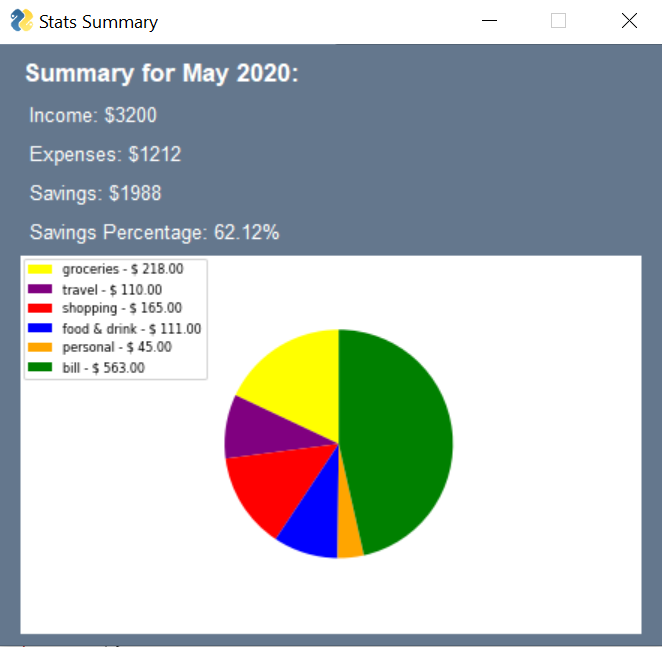 Stats Summary
Summary for May 2020:
Income: $3200
Expenses: $1212
Savings: $1988
Savings Percentage: 62.12%
groceries - $ 218.00
travel - $ 110.00
shopping - $ 165.00
food & drink - $ 111.00
personal - $ 45.00
bill - $ 563.00